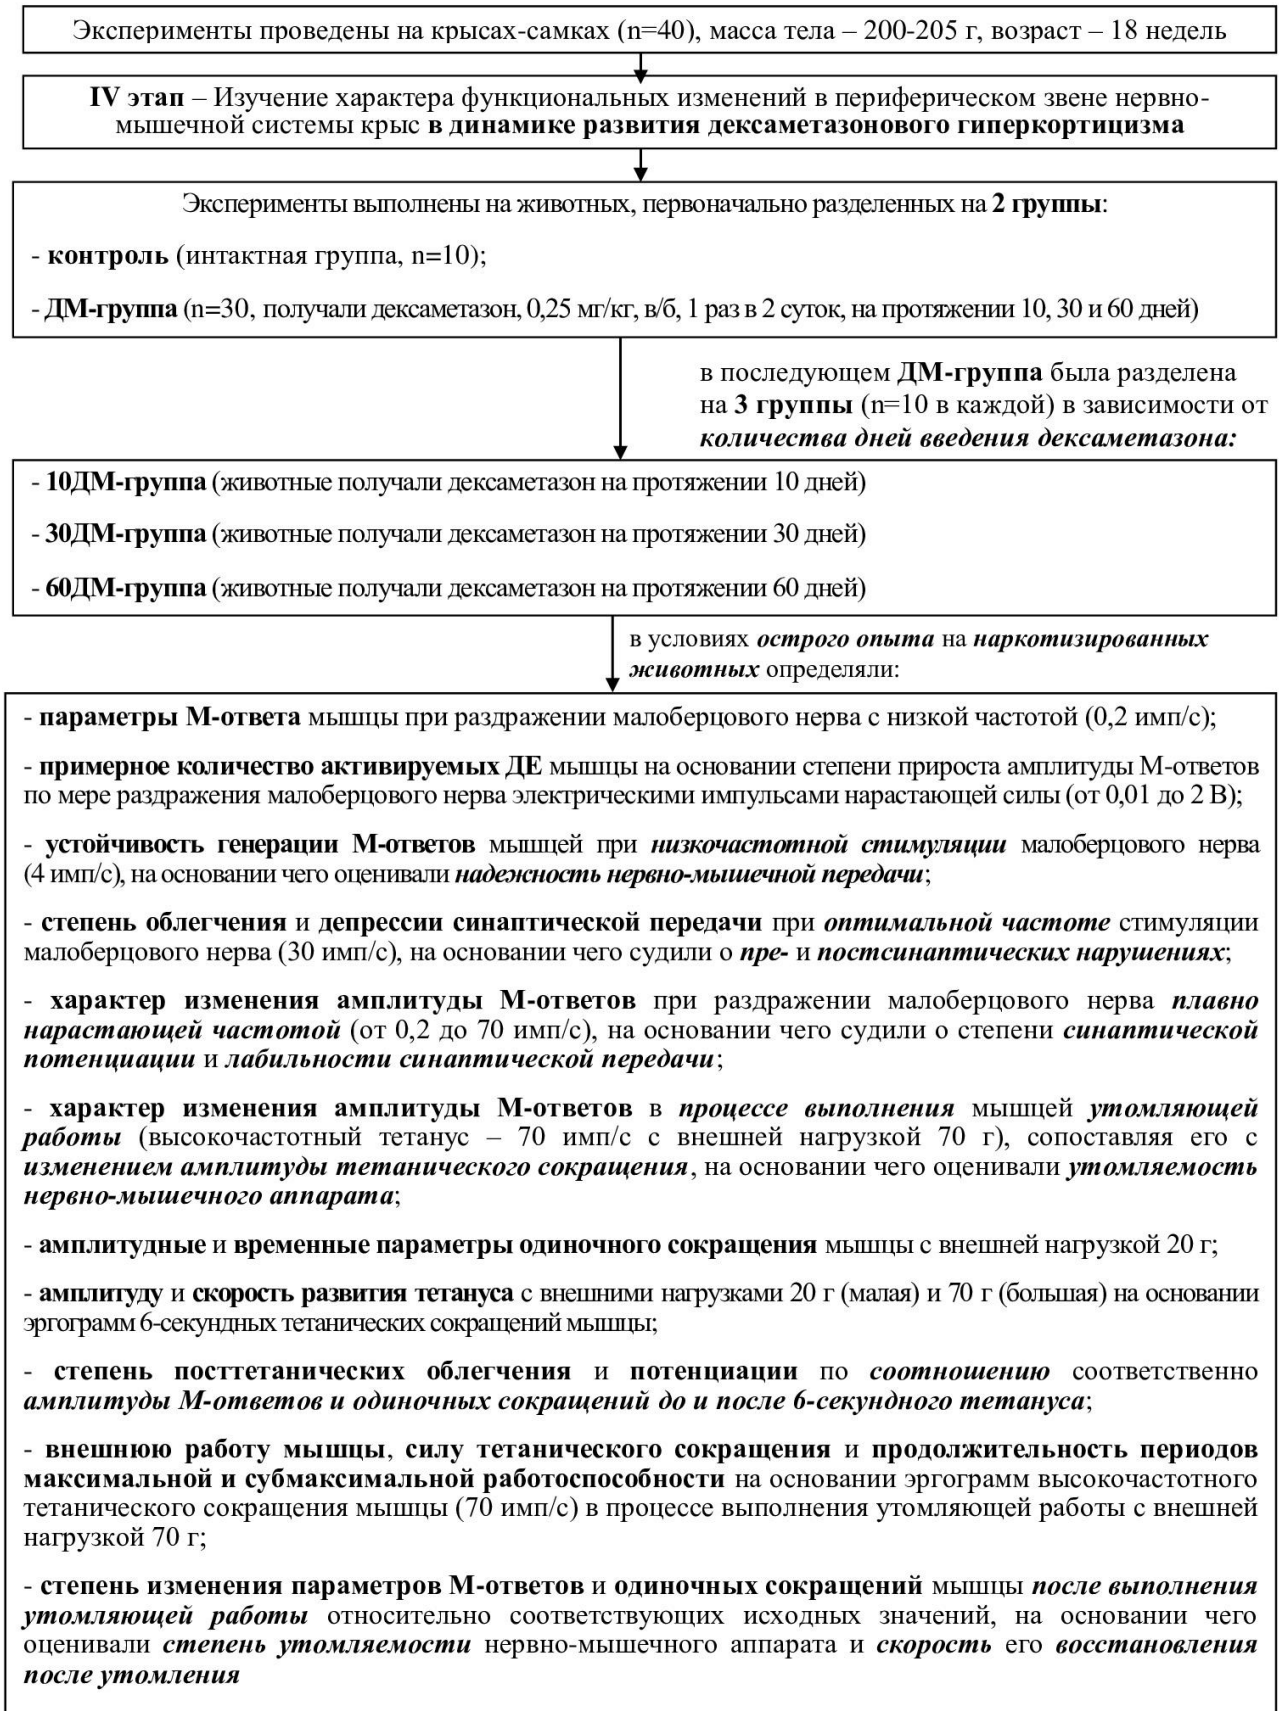 Эксперименты проведены на крысах-самках (n=40), масса тела – 200-205 г, возраст – 18 недель
IV этап – Изучение характера функциональных изменений в периферическом звене нервно-
мышечной системы крыс в динамике развития дексаметазонового гиперкортицизма
Эксперименты выполнены на животных, первоначально разделенных на 2 группы:
- контроль (интактная группа, n=10);
- ДМ-группа (n=30, получали дексаметазон, 0,25 мг/кг, в/б, 1 раз в 2 суток, на протяжении 10, 30 и 60 дней)
в последующем ДМ-группа была разделена
на 3 группы (n=10 в каждой) в зависимости от
количества дней введения дексаметазона:
- 10ДМ-группа (животные получали дексаметазон на протяжении 10 дней)
- 30ДМ-группа (животные получали дексаметазон на протяжении 30 дней)
- 60ДМ-группа (животные получали дексаметазон на протяжении 60 дней)
в условиях острого опыта на наркотизированных
животных определяли:
- параметры М-ответа мышцы при раздражении малоберцового нерва с низкой частотой (0,2 имп/с);
- примерное количество активируемых ДЕ мышцы на основании степени прироста амплитуды М-ответов
по мере раздражения малоберцового нерва электрическими импульсами нарастающей силы (от 0,01 до 2 В);
- устойчивость генерации М-ответов мышцей при низкочастотной стимуляции малоберцового нерва
(4 имп/с), на основании чего оценивали надежность нервно-мышечной передачи;
- степень облегчения и депрессии синаптической передачи при оптимальной частоте стимуляции
малоберцового нерва (30 имп/с), на основании чего судили о пре- и постсинаптических нарушениях;
- характер изменения амплитуды М-ответов при раздражении малоберцового нерва плавно
нарастающей частотой (от 0,2 до 70 имп/с), на основании чего судили о степени синаптической
потенциации и лабильности синаптической передачи;
- характер изменения амплитуды М-ответов в процессе выполнения мышцей утомляющей
работы (высокочастотный тетанус – 70 имп/с с внешней нагрузкой 70 г), сопоставляя его с
изменением амплитуды тетанического сокращения, на основании чего оценивали утомляемость
нервно-мышечного аппарата;
- амплитудные и временные параметры одиночного сокращения мышцы с внешней нагрузкой 20 г;
- амплитуду и скорость развития тетануса с внешними нагрузками 20 г (малая) и 70 г (большая) на основании
эргограмм 6-секундных тетанических сокращений мышцы;
- степень посттетанических облегчения и потенциации по соотношению соответственно
амплитуды М-ответов и одиночных сокращений до и после 6-секундного тетануса;
- внешнюю работу мышцы, силу тетанического сокращения и продолжительность периодов
максимальной и субмаксимальной работоспособности на основании эргограмм высокочастотного
тетанического сокращения мышцы (70 имп/с) в процессе выполнения утомляющей работы с внешней
нагрузкой 70 г;
- степень изменения параметров М-ответов и одиночных сокращений мышцы после выполнения
утомляющей работы относительно соответствующих исходных значений, на основании чего
оценивали степень утомляемости нервно-мышечного аппарата и скорость его восстановления
после утомления